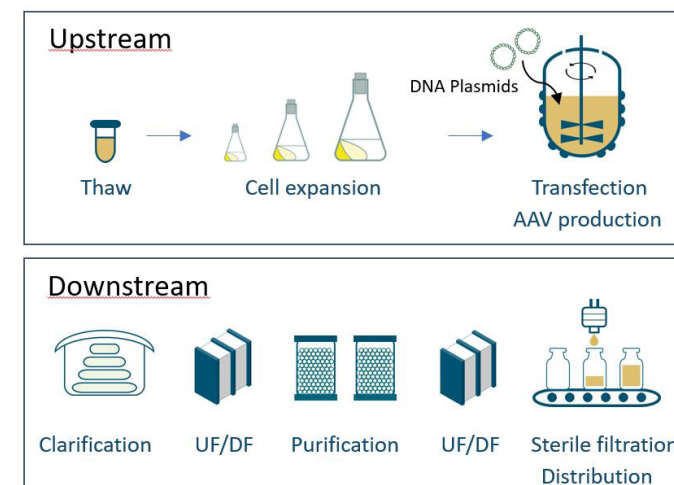 Upstream
DNA Plasmids
Thaw
Cell expansion
Transfection
AAV production
Downstream
Clarification
UF/DF
Purification
UF/DF
Sterile filtration
Distribution